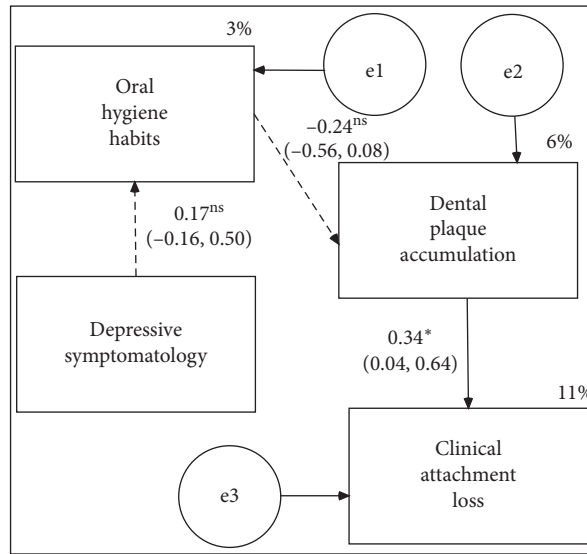 3%
e1
e2
Oral
hygiene
habits
–0.24ns
(–0.56, 0.08)
6%
Dental
plaque
accumulation
0.17ns
(–0.16, 0.50)
Depressive
symptomatology
0.34*
(0.04, 0.64)
11%
Clinical
attachment
loss
e3